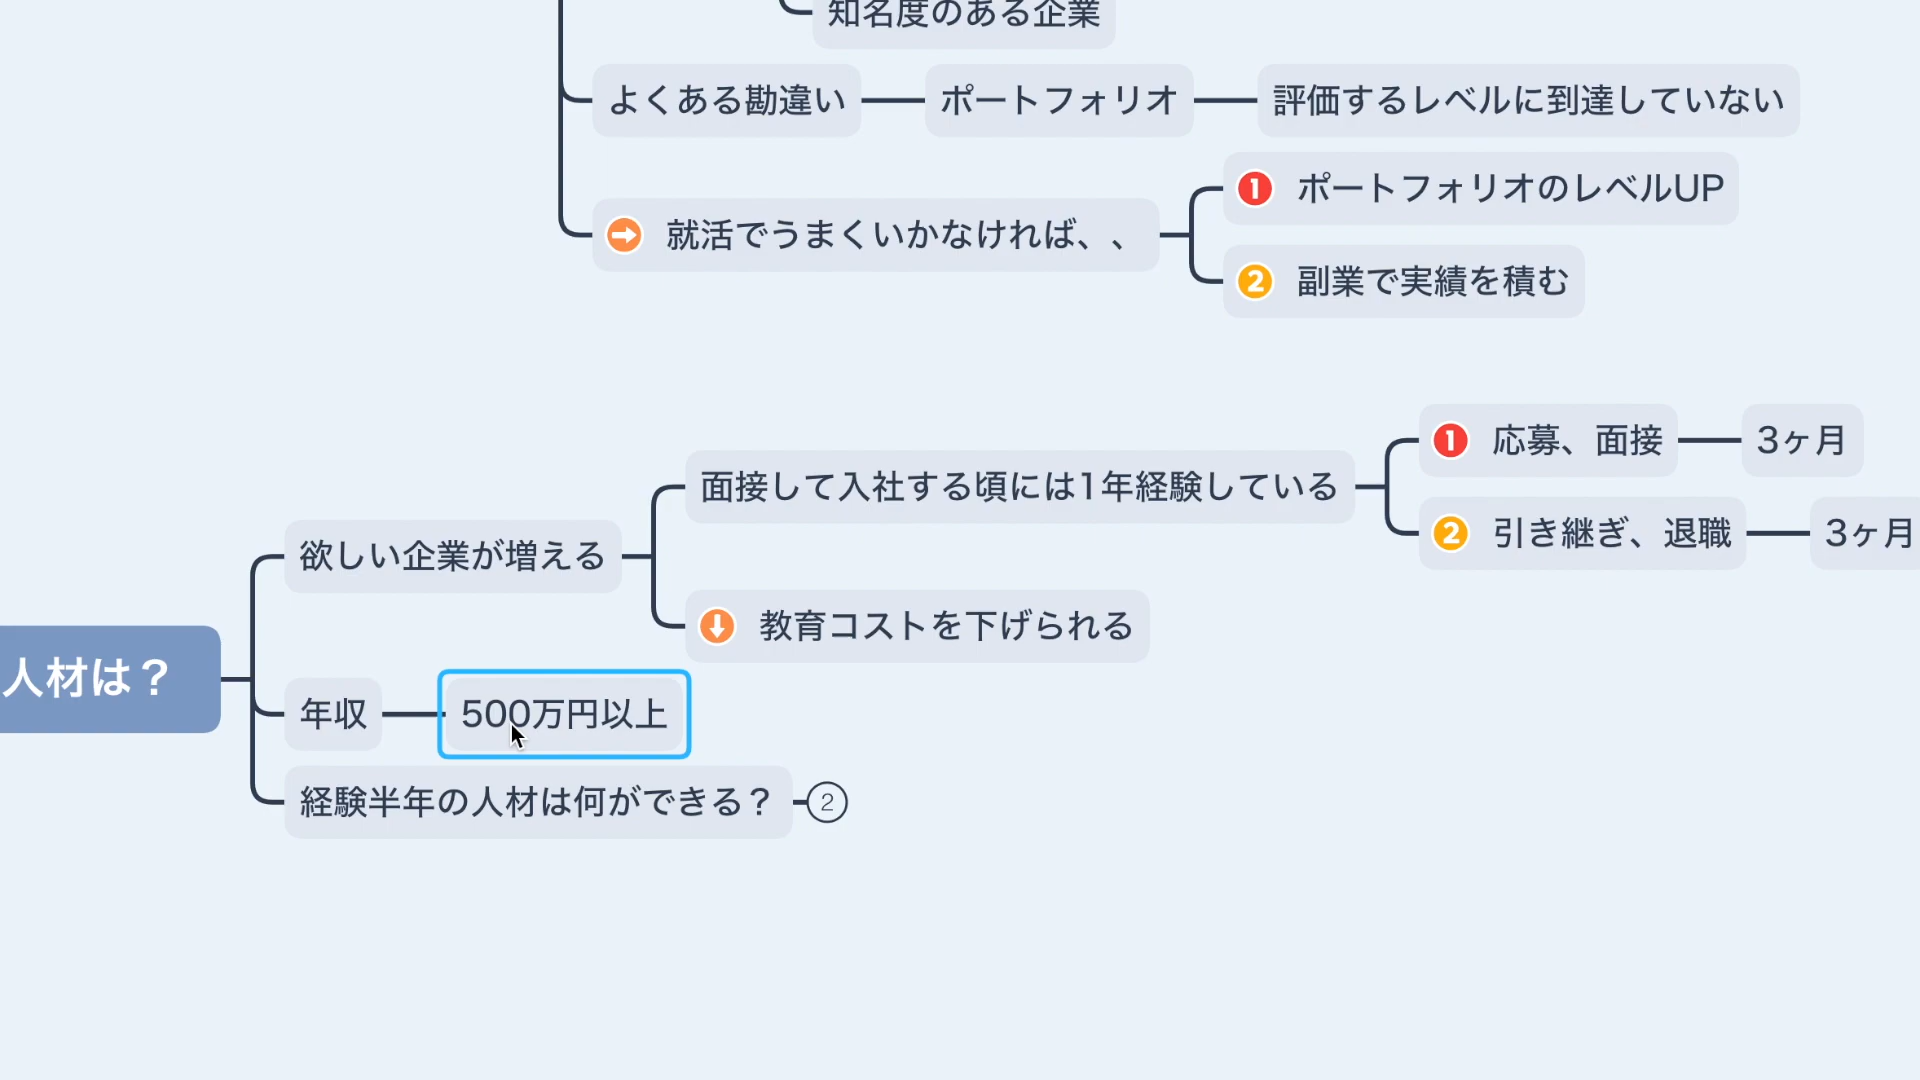 知名度のある企業
よくある勘違い
ポートフォリオ
評価するレベルに到達していない
就活でうまくいかなければ、、
1 ポートフォリオのレベルUP
2 副業で実績を積む
人材は？
欲しい企業が増える
面接して入社する頃には1年経験している
1 応募、面接
3ヶ月
2 引き継ぎ、退職
3ヶ月
教育コストを下げられる
年収
500万円以上
経験半年の人材は何ができる？
2